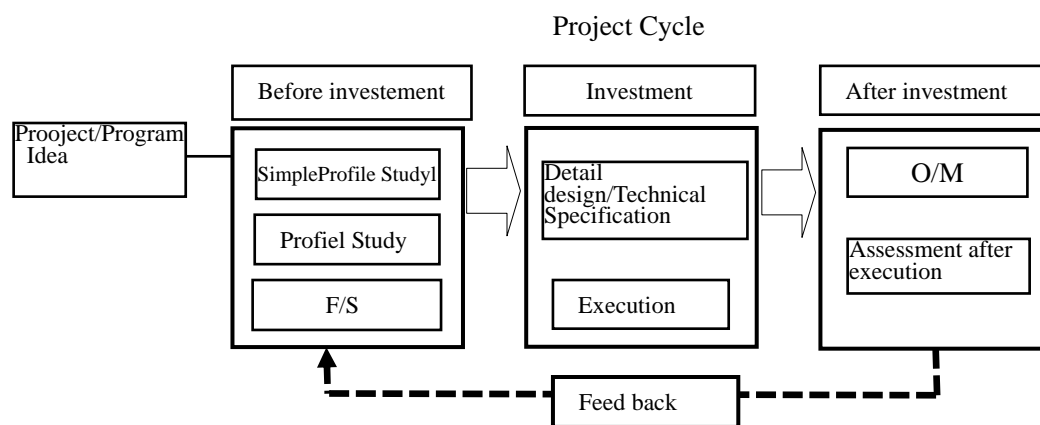 Project Cycle
Before investement
Investment
After investment
Prooject/Program
Idea
SimpleProfile Studyl
Profiel Study
F/S
Detail
design/Technical
Specification
Execution
O/M
Assessment after
execution
Feed back